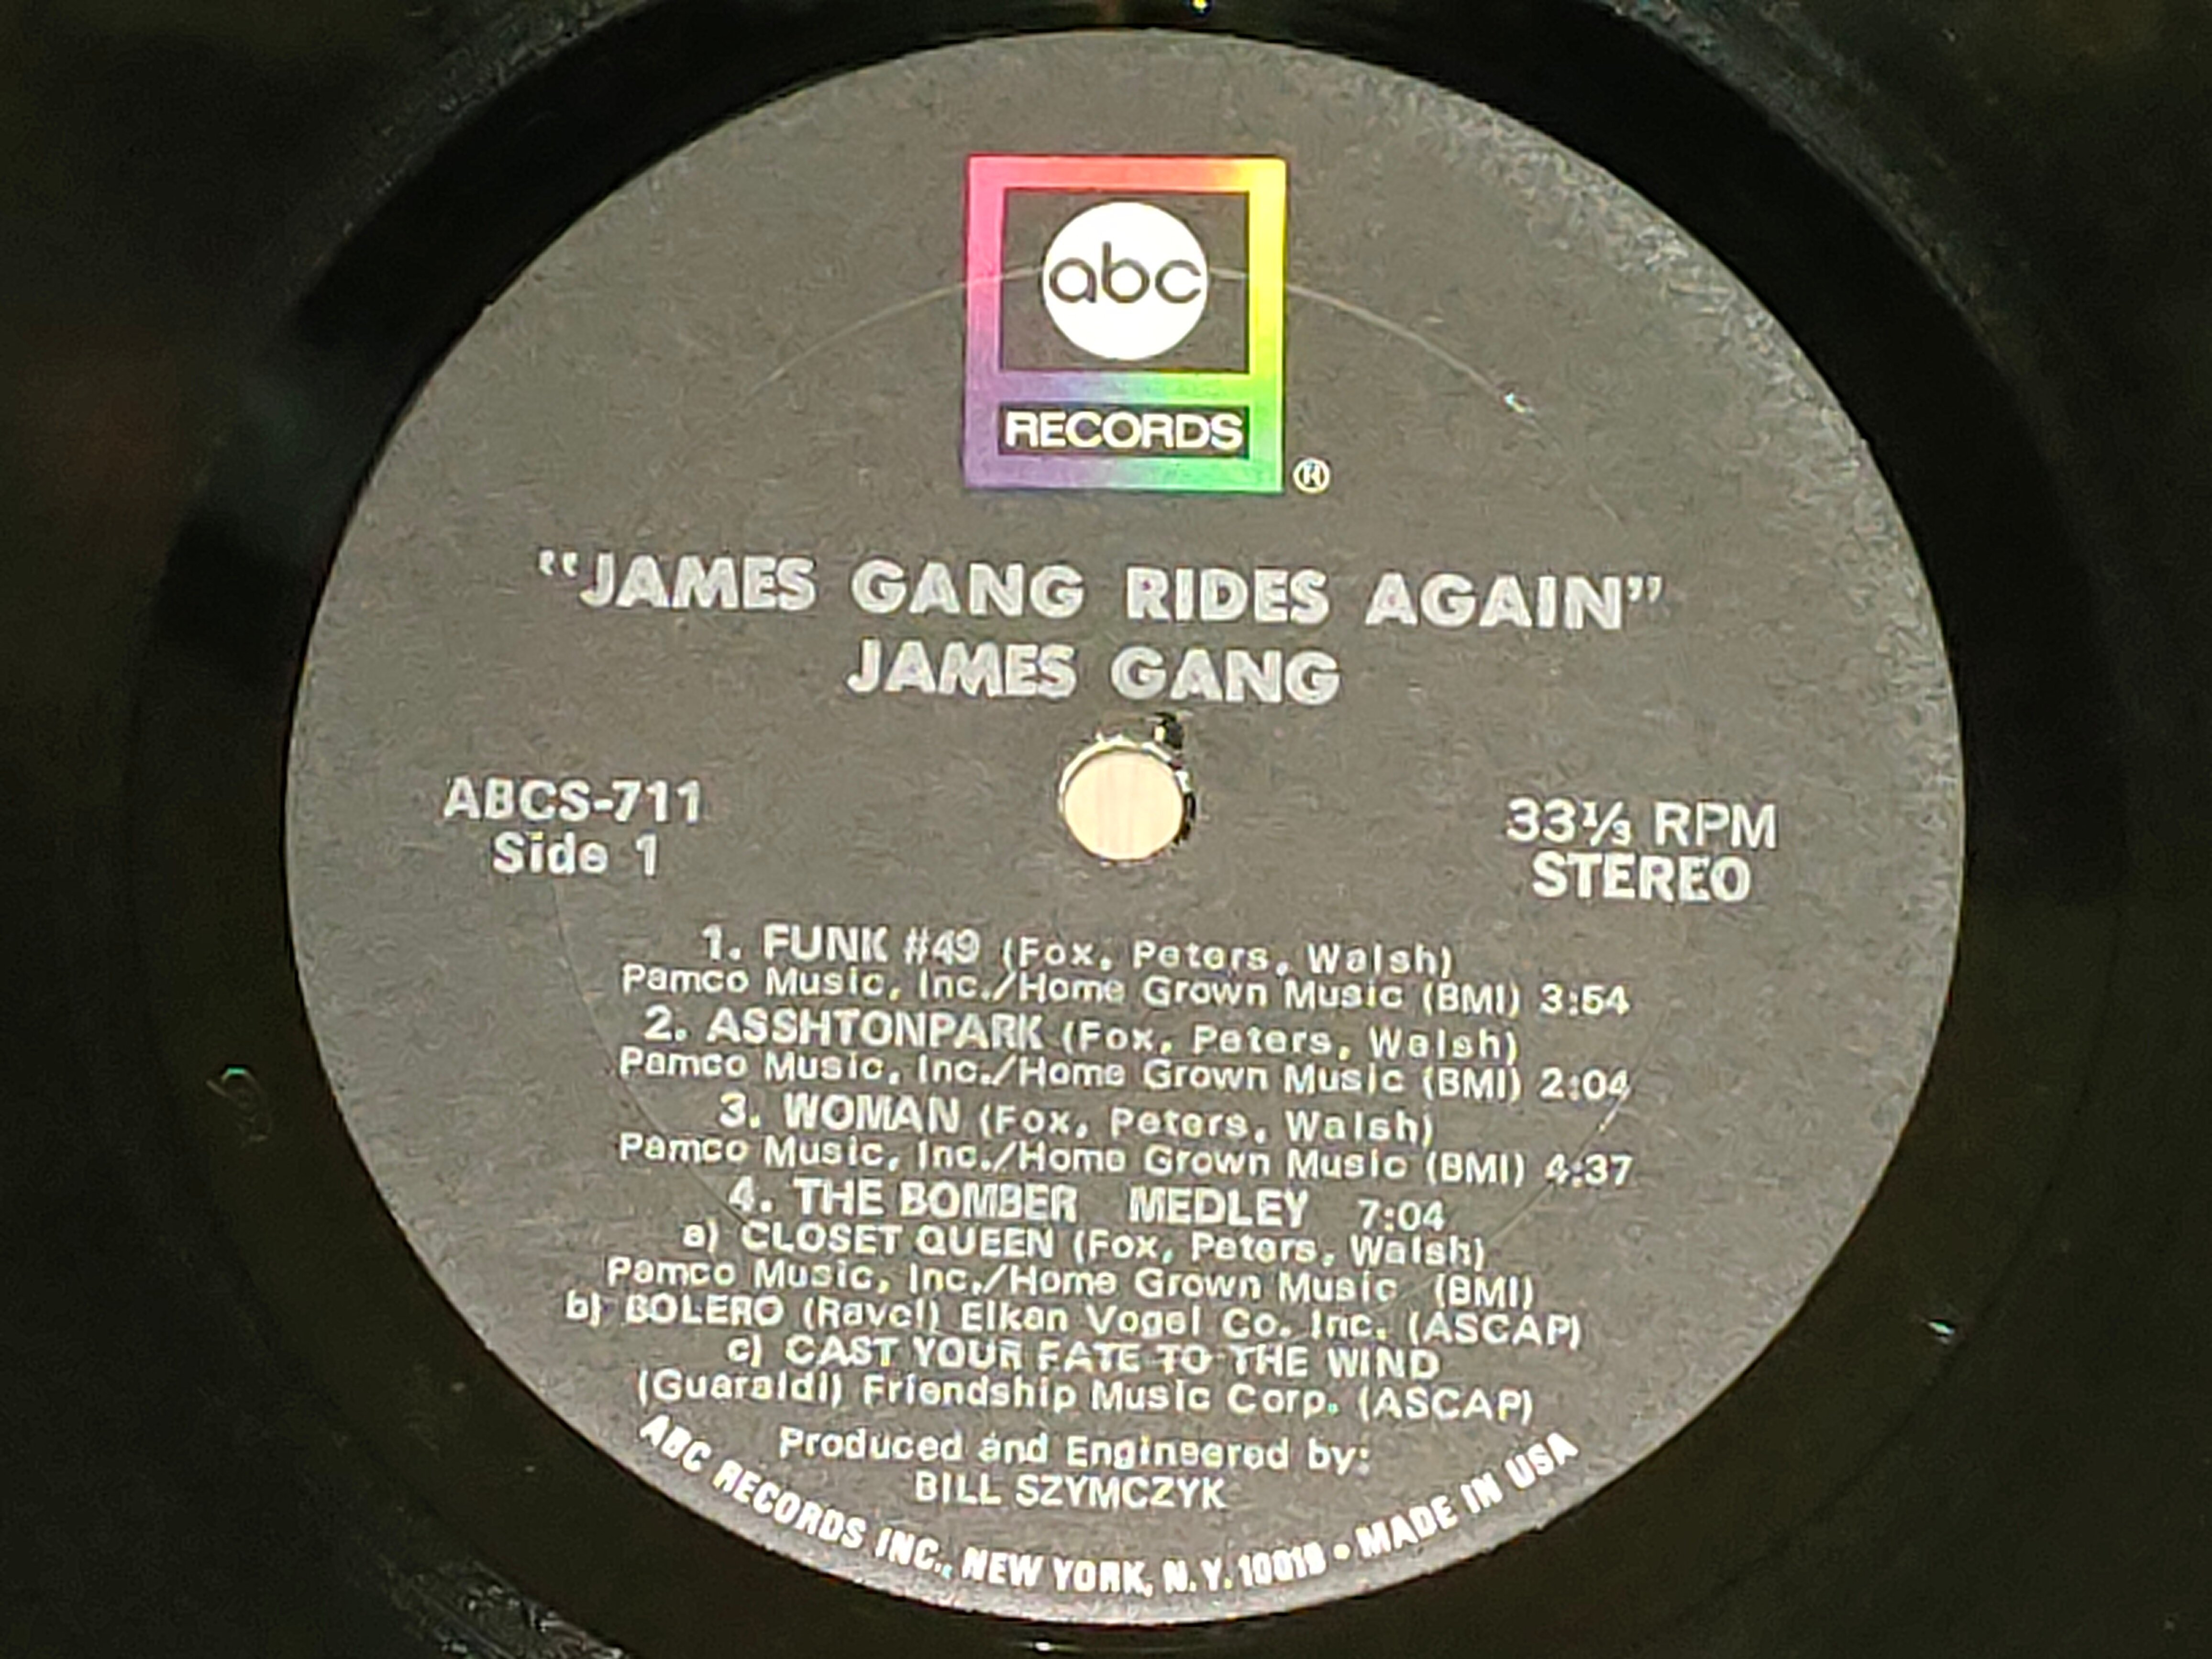 abc
RECORDS
®
"JAMES GANG RIDES AGAIN"
JAMES GANG
ABCS-711
Side 1
33⅓ RPM
STEREO
1. FUNK #49 (Fox, Peters, Walsh)
Pamco Music, Inc./Home Grown Music (BMI) 3:54
2. ASSHTONPARK (Fox, Peters, Walsh)
Pamco Music, Inc./Home Grown Music (BMI) 2:04
3. WOMAN (Fox, Peters, Walsh)
Pamco Music, Inc./Home Grown Music (BMI) 4:37
4. THE BOMBER MEDLEY 7:04
a) CLOSET QUEEN (Fox, Peters, Walsh)
Pamco Music, Inc./Home Grown Music (BMI)
b) BOLERO (Ravel) Elkan Vogel Co. Inc. (ASCAP)
c) CAST YOUR FATE TO THE WIND
(Guaraldi) Friendship Music Corp. (ASCAP)
Produced and Engineered by:
BILL SZYMCZYK
ABC RECORDS INC., NEW YORK, N.Y. 10019 • MADE IN USA